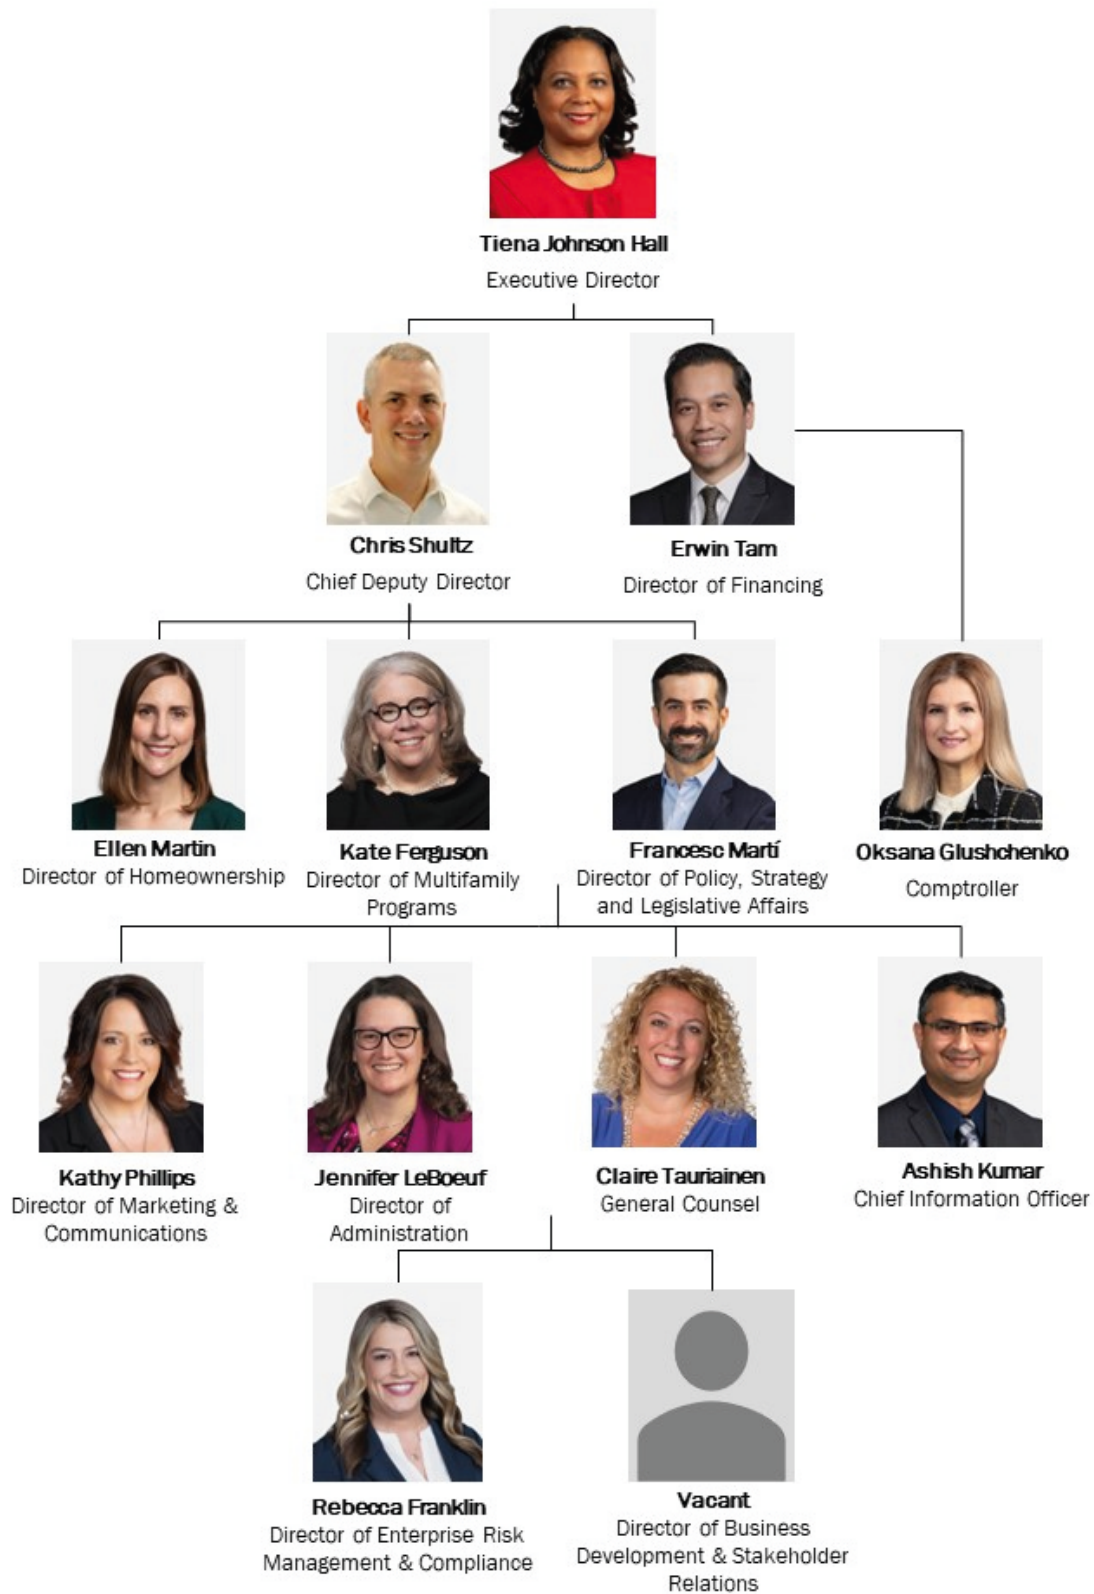 Tiena Johnson Hall
Executive Director
Chris Shultz
Chief Deputy Director
Erwin Tam
Director of Financing
Ellen Martin
Director of Homeownership
Kate Ferguson
Director of Multifamily
Programs
Francesc Martí
Director of Policy, Strategy
and Legislative Affairs
Oksana Glushchenko
Comptroller
Kathy Phillips
Director of Marketing &
Communications
Jennifer LeBoeuf
Director of
Administration
Claire Tauriainen
General Counsel
Ashish Kumar
Chief Information Officer
Rebecca Franklin
Director of Enterprise Risk
Management & Compliance
Vacant
Director of Business
Development & Stakeholder
Relations